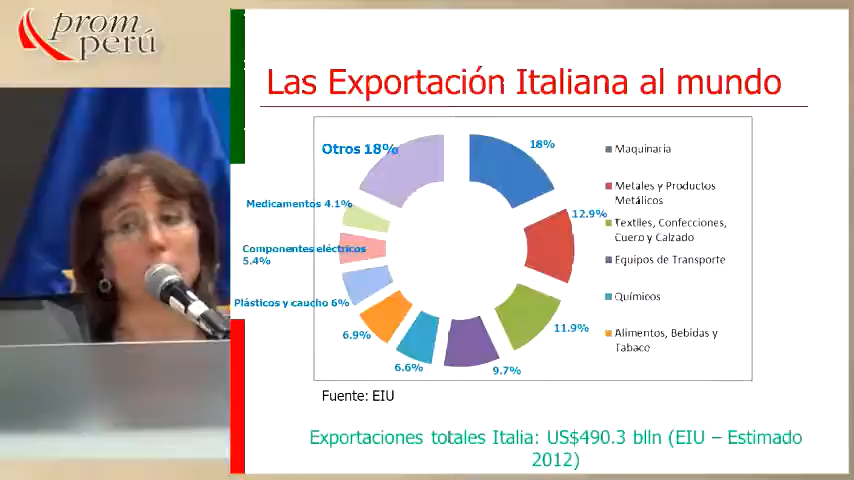 prom
perú
Las Exportación Italiana al mundo
Otros 18%
18%
Medicamentos 4.1%
12.9%
Componentes eléctricos
5.4%
Plásticos y caucho 6%
11.9%
6.9%
6.6%
9.7%
Maquinaria
Metales y Productos
Metálicos
Textiles, Confecciones,
Cuero y Calzado
Equipos de Transporte
Químicos
Alimentos, Bebidas y
Tabaco
Fuente: EIU
Exportaciones totales Italia: US$490.3 blln (EIU – Estimado
2012)